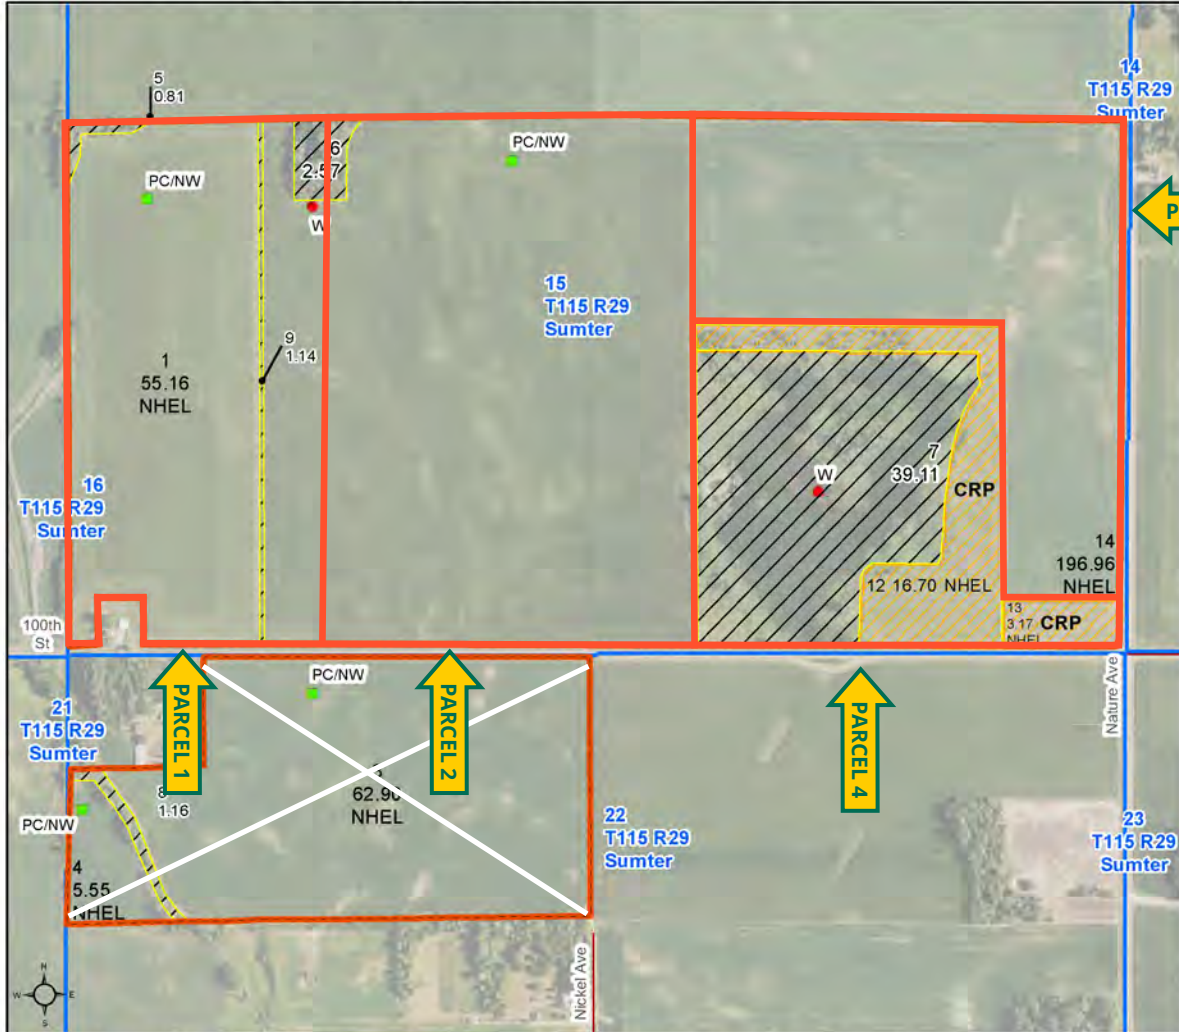 5
0.81
14
T115 R29
Sumter
PC/NW
PC/NW
6
2.57
W
P
15
T115 R29
Sumter
9
1.14
1
55.16
NHEL
16
T115 R29
Sumter
7
39.11
W
CRP
14
196.96
NHEL
12 16.70 NHEL
13
3.17 CRP
NHEL
100th
St
PC/NW
PARCEL 1
PARCEL 2
PARCEL 4
Nature Ave
21
T115 R29
Sumter
8
1.16
62.90
NHEL
PC/NW
22
T115 R29
Sumter
23
T115 R29
Sumter
4
5.55
NHEL
Nickel Ave
N
W E
S